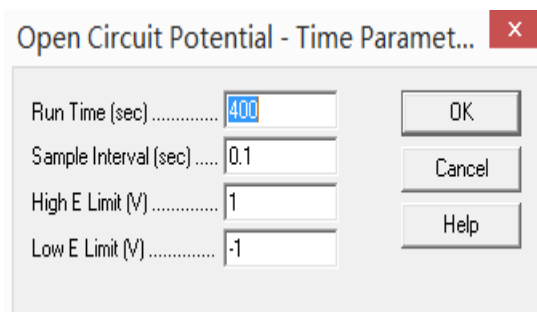 Open Circuit Potential - Time Paramet...
Run Time (sec) .............. 400
OK
Sample Interval (sec) ..... 0.1
Cancel
High E Limit (V) .............. 1
Help
Low E Limit (V) .............. -1